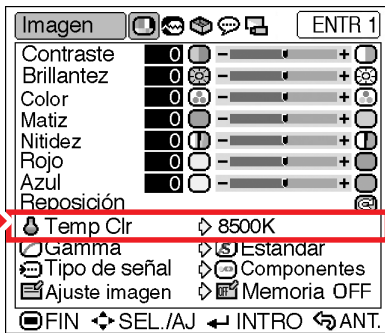 Imagen ENTR 1
Contraste 0 - +
Brillantez 0 - +
Color 0 - +
Matiz 0 - +
Nitidez 0 - +
Rojo 0 - +
Azul 0 - +
Reposición
Temp Clr 8500K
Gamma Estándar
Tipo de señal Componentes
Ajuste imagen OFF Memoria OFF
FIN SEL./AJ INTRO ANT.